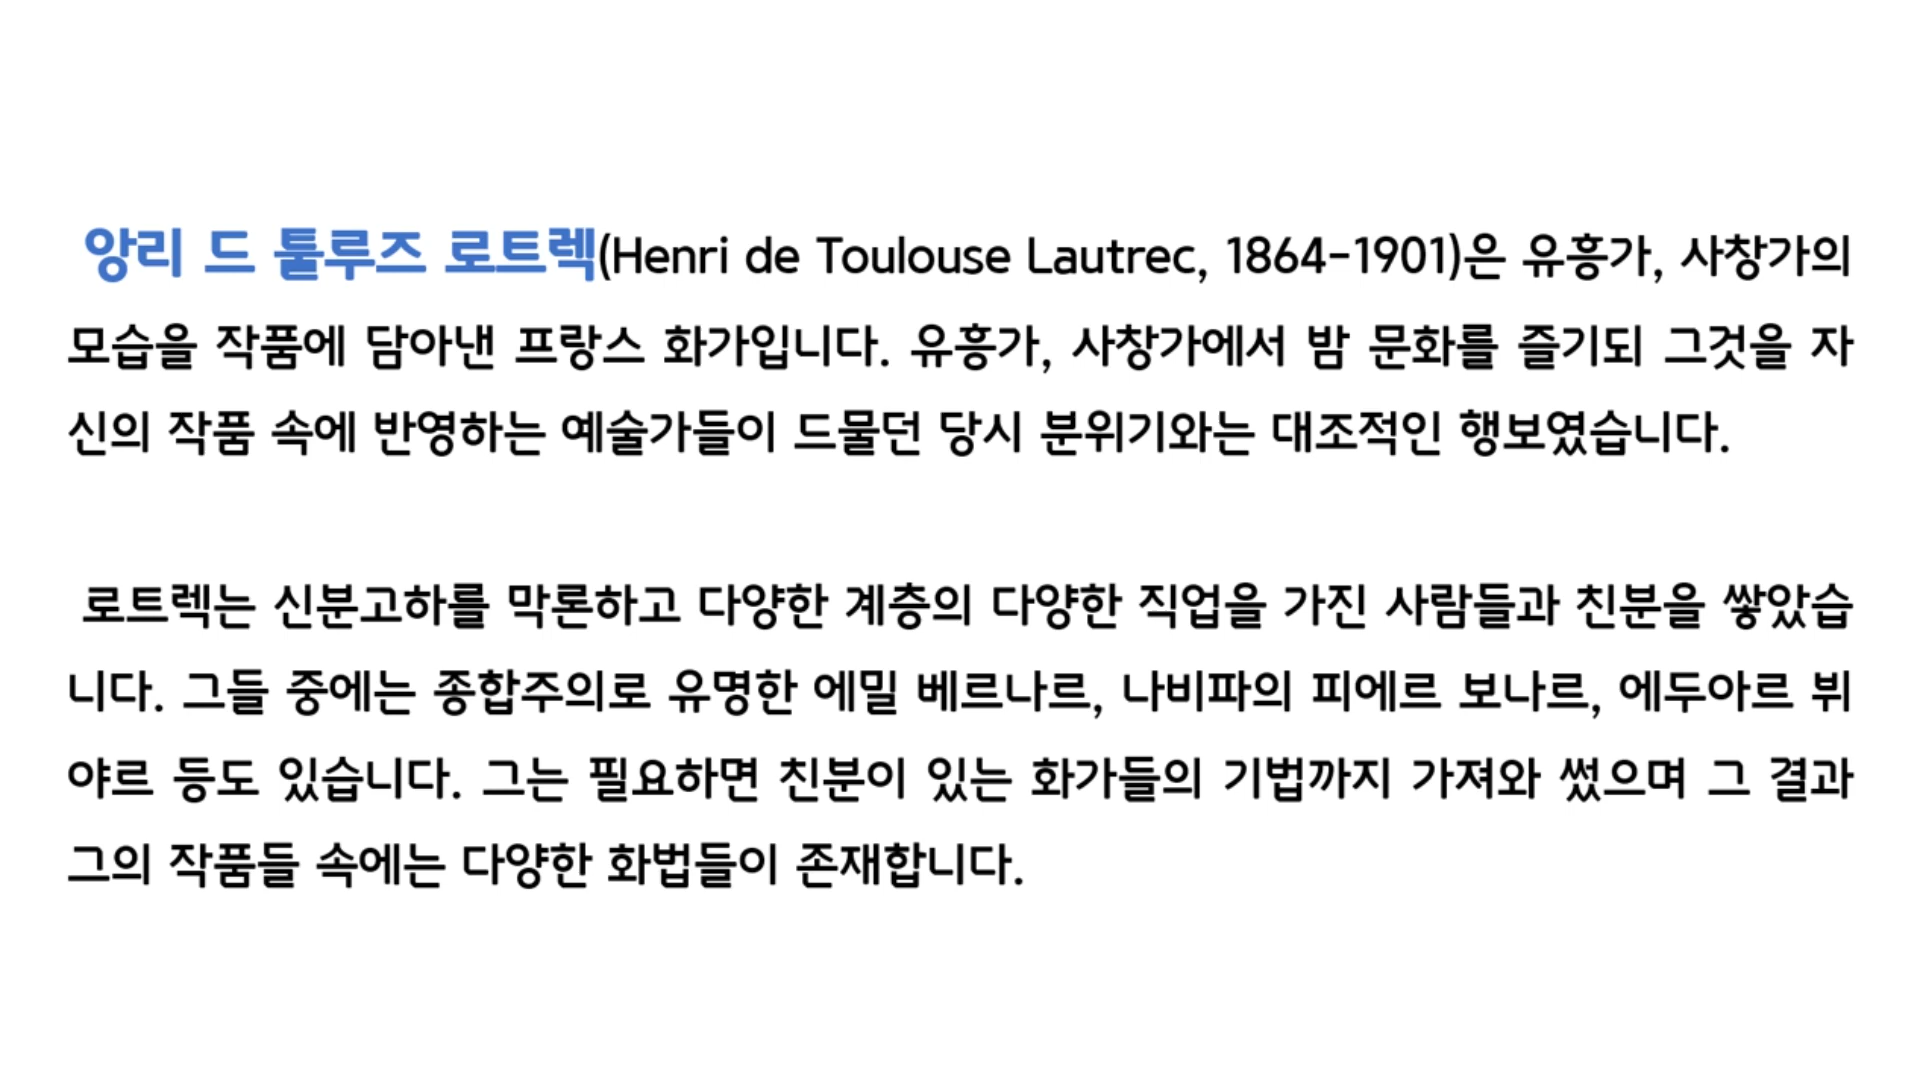 앙리 드 툴루즈 로트렉(Henri de Toulouse Lautrec, 1864-1901)은 유흥가, 사창가의
모습을 작품에 담아낸 프랑스 화가입니다. 유흥가, 사창가에서 밤 문화를 즐기되 그것을 자
신의 작품 속에 반영하는 예술가들이 드물던 당시 분위기와는 대조적인 행보였습니다.
로트렉는 신분고하를 막론하고 다양한 계층의 다양한 직업을 가진 사람들과 친분을 쌓았습
니다. 그들 중에는 종합주의로 유명한 에밀 베르나르, 나비파의 피에르 보나르, 에두아르 뷔
야르 등도 있습니다. 그는 필요하면 친분이 있는 화가들의 기법까지 가져와 썼으며 그 결과
그의 작품들 속에는 다양한 화법들이 존재합니다.